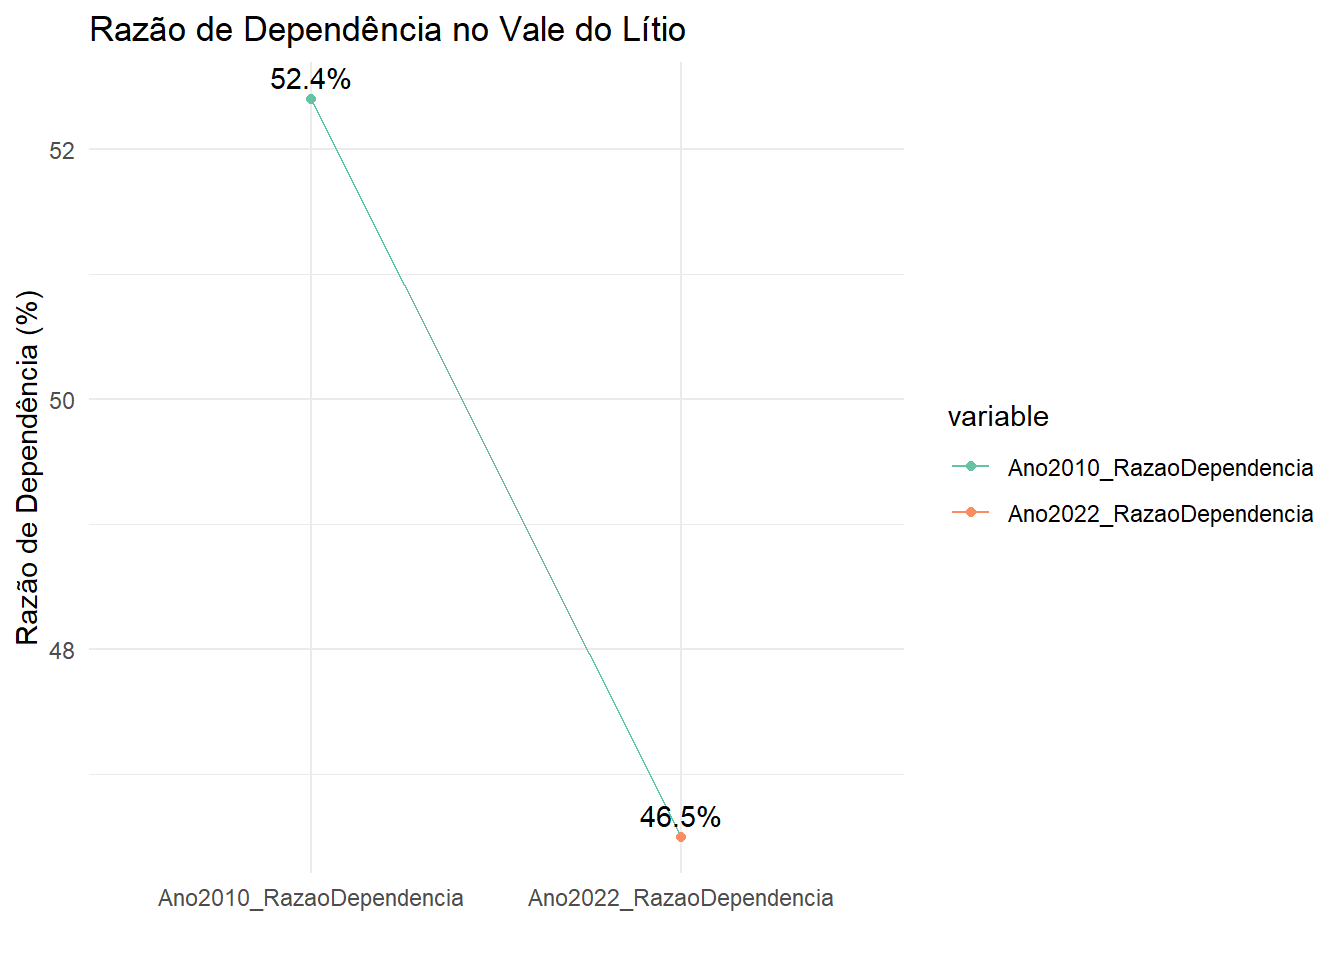 Razão de Dependência no Vale do Lítio
52.4%
52
50
48
Razão de Dependência (%)
46.5%
Ano2010_RazaoDependencia
Ano2022_RazaoDependencia
variable
Ano2010_RazaoDependencia
Ano2022_RazaoDependencia